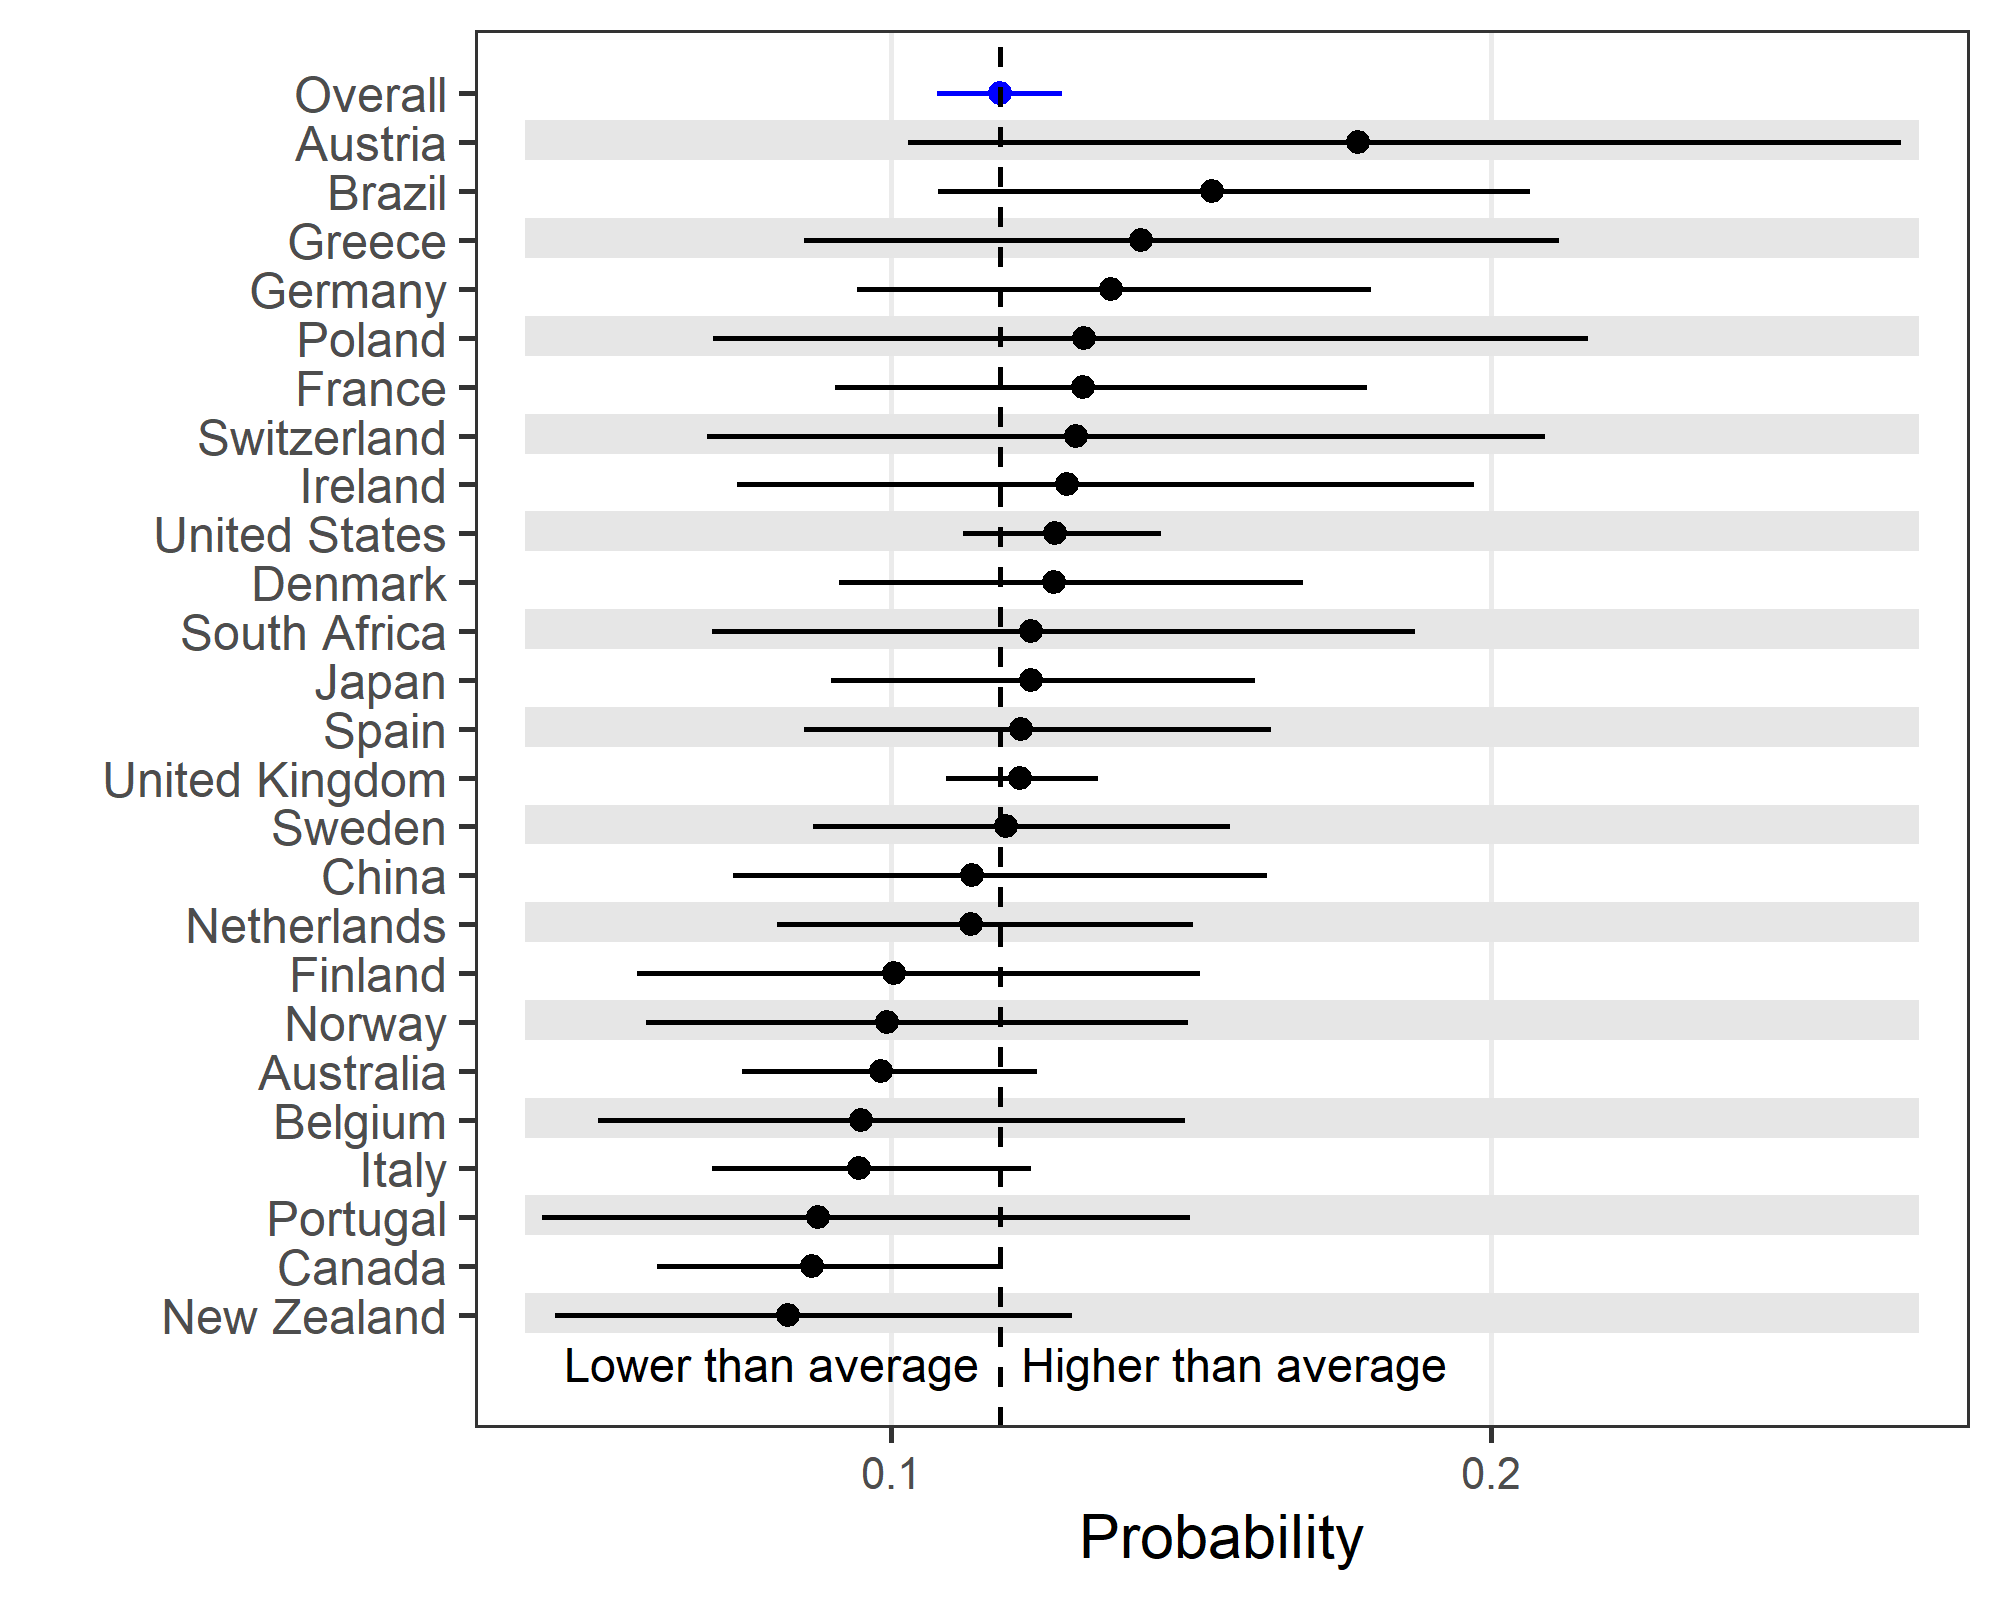 Overall
Austria
Brazil
Greece
Germany
Poland
France
Switzerland
Ireland
United States
Denmark
South Africa
Japan
Spain
United Kingdom
Sweden
China
Netherlands
Finland
Norway
Australia
Belgium
Italy
Portugal
Canada
New Zealand
Lower than average Higher than average
0.1 0.2
Probability